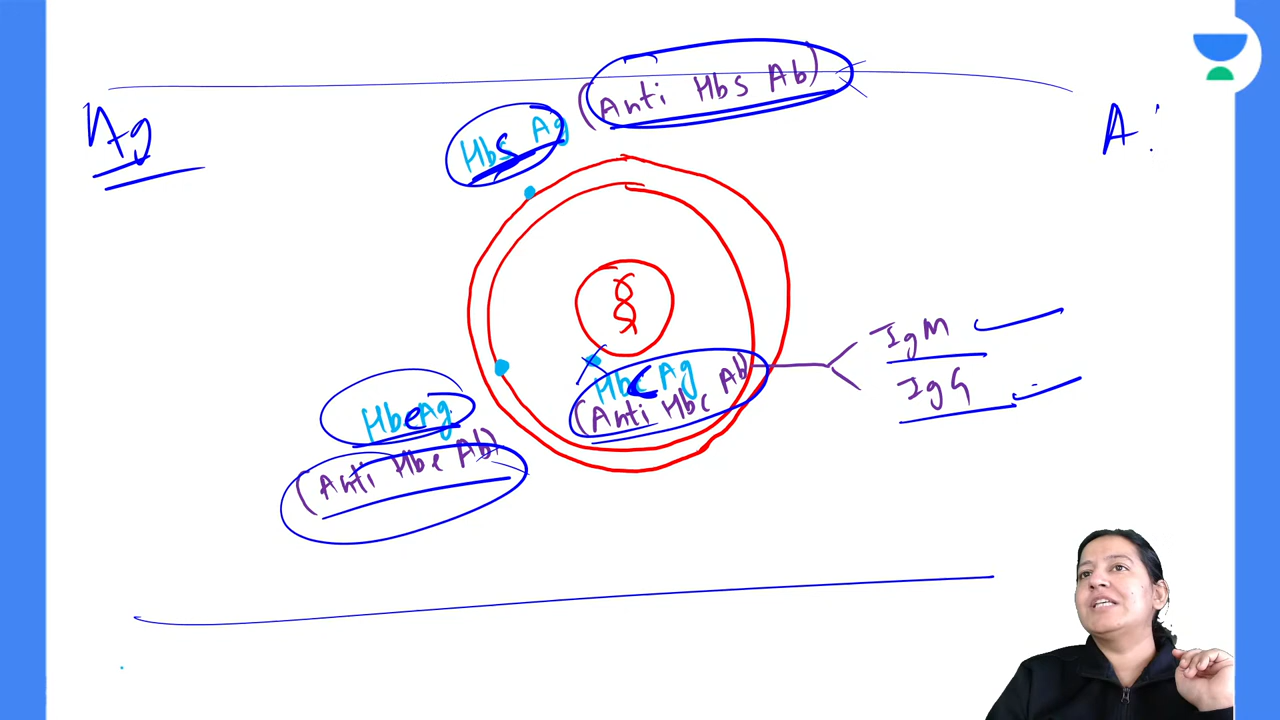 (Anti HbS Ab)
HbS Ag
Ag
IgM
HbC Ag
(Anti Hbc Ab)
IgG
HbeAg
(Anti Hbe Ab)